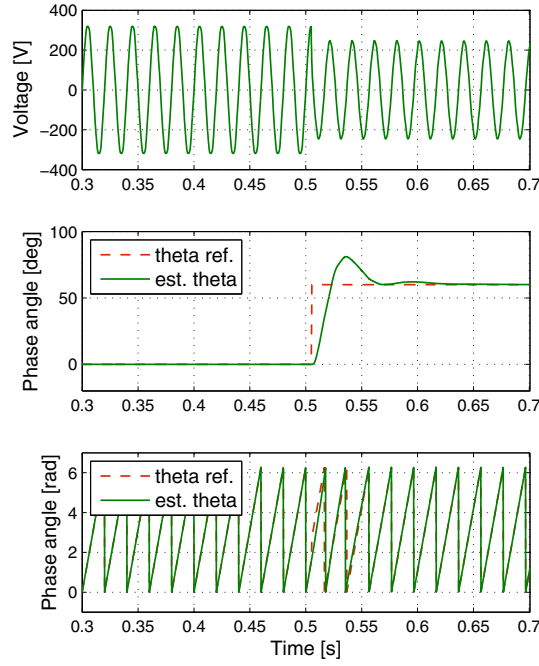 400
200
0
−200
−400
Voltage [V]
0.3 0.35 0.4 0.45 0.5 0.55 0.6 0.65 0.7
100
50
0
Phase angle [deg]
theta ref.
est. theta
0.3 0.35 0.4 0.45 0.5 0.55 0.6 0.65 0.7
6
4
2
0
Phase angle [rad]
theta ref.
est. theta
0.3 0.35 0.4 0.45 0.5 0.55 0.6 0.65 0.7
Time [s]